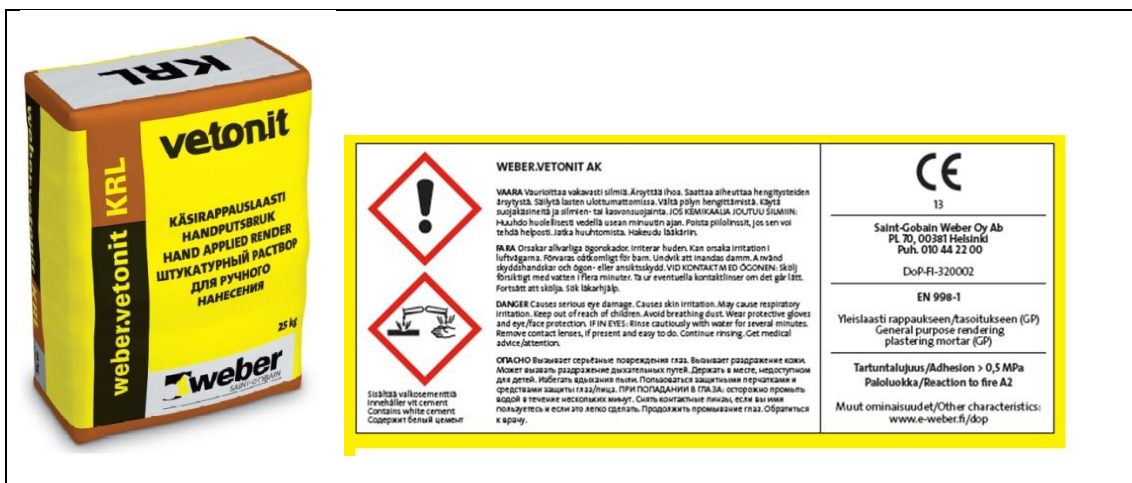 KRL
weber.vetonit KRL
vetonit
KÄSIRAPPAUSLAASTI
HANDPUTSBRUK
HAND APPLIED RENDER
ШТУКАТУРНЫЙ РАСТВОР
ДЛЯ РУЧНОГО
НАНЕСЕНИЯ
25 kg
weber
SAINT-GOBAIN
weber.vetonit KRL
WEBER.VETONIT AK
VAARA Vaurioittaa vakavasti silmiä. Ärsyttää ihoa. Saattaa aiheuttaa hengitysteiden
ärsytystä. Säilytä lasten ulottumattomissa. Vältä pölyn hengittämistä. Käytä
suojakäsineitä ja silmien- tai kasvonsuojainta. JOS KEMIKAALIA JOUTUU SILMIIN:
Huuhdo huolellisesti vedellä usean minuutin ajan. Poista piilolinssit, jos sen voi
tehdä helposti. Jatka huuhtomista. Hakeudu lääkäriin.
FARA Orsakar allvarliga ögonskador. Irriterar huden. Kan orsaka irritation i
luftvägarna. Förvaras oåtkomligt för barn. Undvik att inandas damm. Använd
skyddshandskar och ögon- eller ansiktsskydd. VID KONTAKT MED ÖGONEN: Skölj
försiktigt med vatten i flera minuter. Ta ur eventuella kontaktlinser om det går lätt.
Fortsätt att skölja. Sök läkarhjälp.
DANGER Causes serious eye damage. Causes skin irritation. May cause respiratory
irritation. Keep out of reach of children. Avoid breathing dust. Wear protective gloves
and eye/face protection. IF IN EYES: Rinse cautiously with water for several minutes.
Remove contact lenses, if present and easy to do. Continue rinsing. Get medical
advice/attention.
ОПАСНО Вызывает серьёзные повреждения глаз. Вызывает раздражение кожи.
Может вызвать раздражение дыхательных путей. Держать в месте, недоступном
для детей. Избегать вдыхания пыли. Пользоваться защитными перчатками и
средствами защиты глаз/лица. ПРИ ПОПАДАНИИ В ГЛАЗА: осторожно промыть
водой в течение нескольких минут. Снять контактные линзы, если вы ими
пользуетесь и если это легко сделать. Продолжить промывание глаз. Обратиться
к врачу.
Sisältää valkosementtiä
Innehåller vit cement
Contains white cement
Содержит белый цемент
CE
13
Saint-Gobain Weber Oy Ab
PL 70, 00381 Helsinki
Puh. 010 44 22 00
DoP-FI-320002
EN 998-1
Yleislaasti rappaukseen/tasoitukseen (GP)
General purpose rendering
plastering mortar (GP)
Tartuntalujuus/Adhesion > 0,5 MPa
Paloluokka/Reaction to fire A2
Muut ominaisuudet/Other characteristics:
www.e-weber.fi/dop